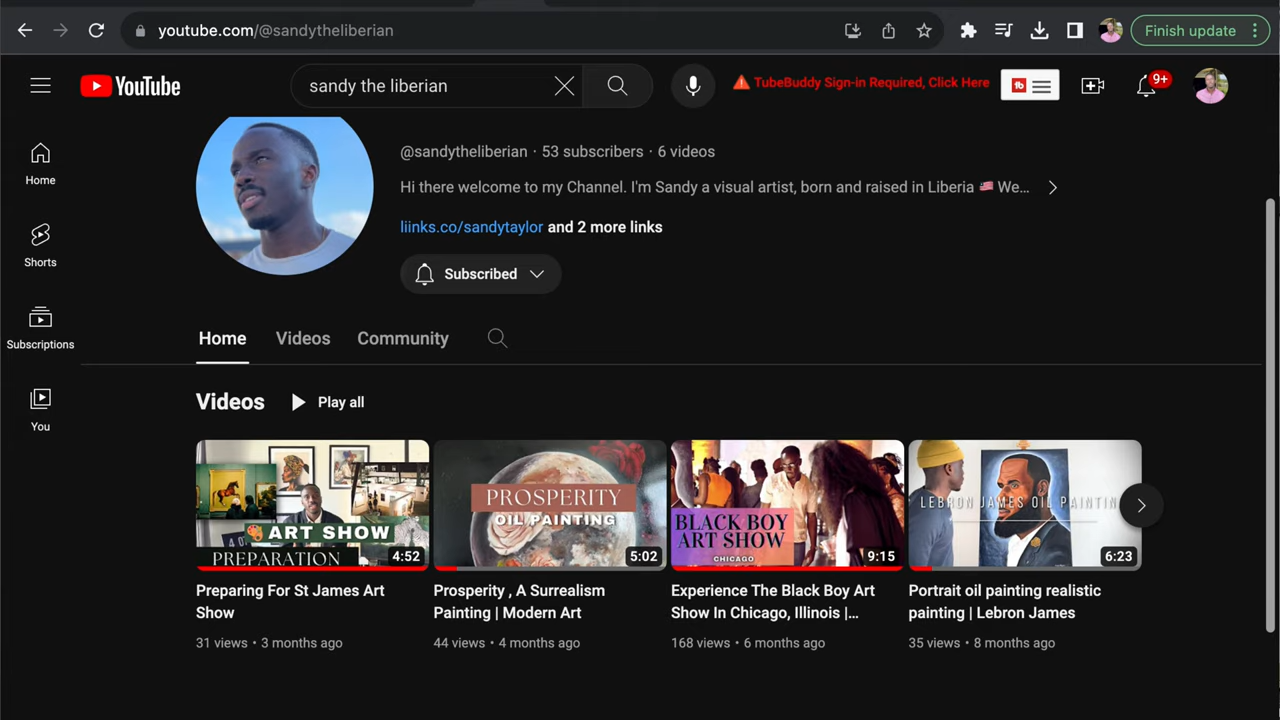 youtube.com/@sandytheliberian
Finish update
YouTube
sandy the liberian
TubeBuddy Sign-in Required, Click Here
tb
9+
Home
Shorts
Subscriptions
You
@sandytheliberian · 53 subscribers · 6 videos
Hi there welcome to my Channel. I'm Sandy a visual artist, born and raised in Liberia 🇱🇷 We...
liinks.co/sandytaylor and 2 more links
Subscribed
Home Videos Community
Videos Play all
ART SHOW
PREPARATION
4:52
PROSPERITY
OIL PAINTING
5:02
BLACK BOY
ART SHOW
CHICAGO
9:15
LEBRON JAMES OIL PAINTIN
6:23
Preparing For St James Art
Show
31 views • 3 months ago
Prosperity , A Surrealism
Painting | Modern Art
44 views • 4 months ago
Experience The Black Boy Art
Show In Chicago, Illinois |...
168 views • 6 months ago
Portrait oil painting realistic
painting | Lebron James
35 views • 8 months ago